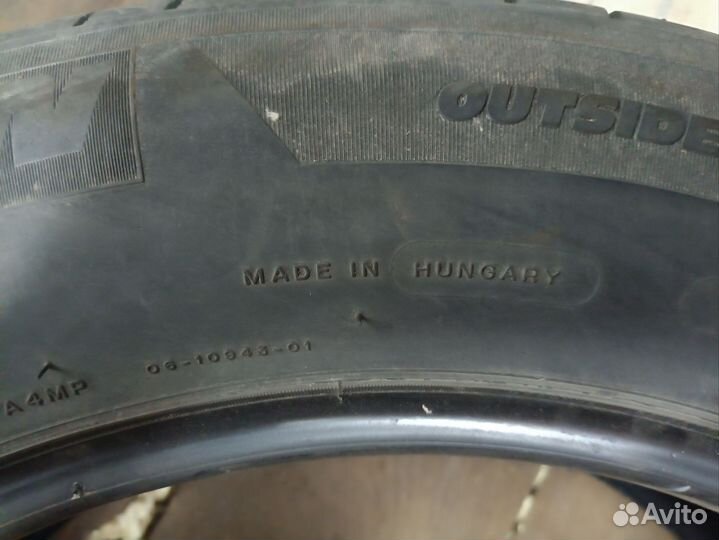 OUTSIDE
MADE IN HUNGARY
06-10943-01
A4MP
Avito